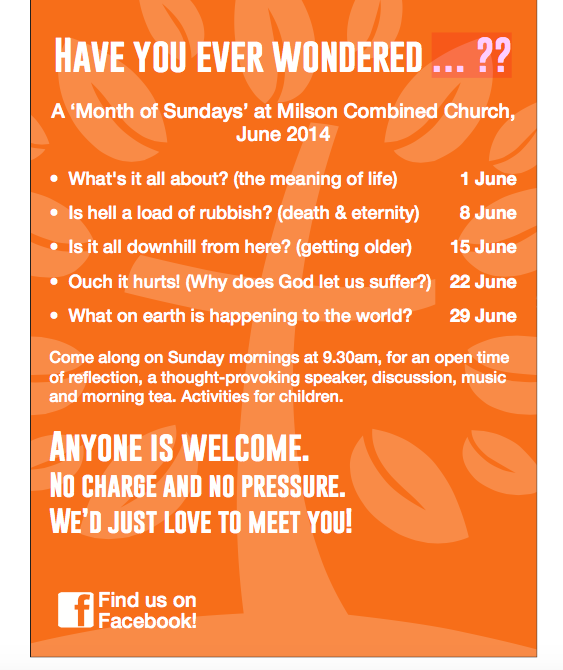 Have you ever wondered ... ??
A ‘Month of Sundays’ at Milson Combined Church,
June 2014
• What's it all about? (the meaning of life) 1 June
• Is hell a load of rubbish? (death & eternity) 8 June
• Is it all downhill from here? (getting older) 15 June
• Ouch it hurts! (Why does God let us suffer?) 22 June
• What on earth is happening to the world? 29 June
Come along on Sunday mornings at 9.30am, for an open time
of reflection, a thought-provoking speaker, discussion, music
and morning tea. Activities for children.
Anyone is welcome.
No charge and no pressure.
We’d just love to meet you!
f Find us on
Facebook!